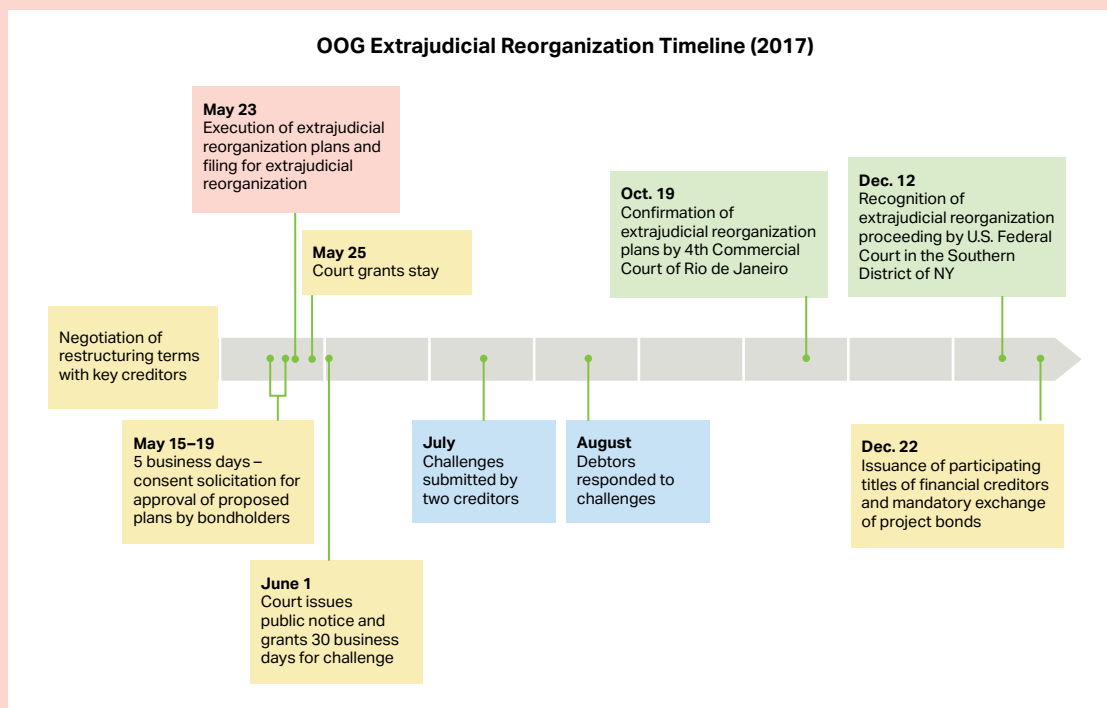 OOG Extrajudicial Reorganization Timeline (2017)
Negotiation of
restructuring terms
with key creditors
May 15–19
5 business days –
consent solicitation for
approval of proposed
plans by bondholders
May 23
Execution of extrajudicial
reorganization plans and
filing for extrajudicial
reorganization
May 25
Court grants stay
June 1
Court issues
public notice and
grants 30 business
days for challenge
July
Challenges
submitted by
two creditors
August
Debtors
responded to
challenges
Oct. 19
Confirmation of
extrajudicial reorganization
plans by 4th Commercial
Court of Rio de Janeiro
Dec. 12
Recognition of
extrajudicial reorganization
proceeding by U.S. Federal
Court in the Southern
District of NY
Dec. 22
Issuance of participating
titles of financial creditors
and mandatory exchange
of project bonds